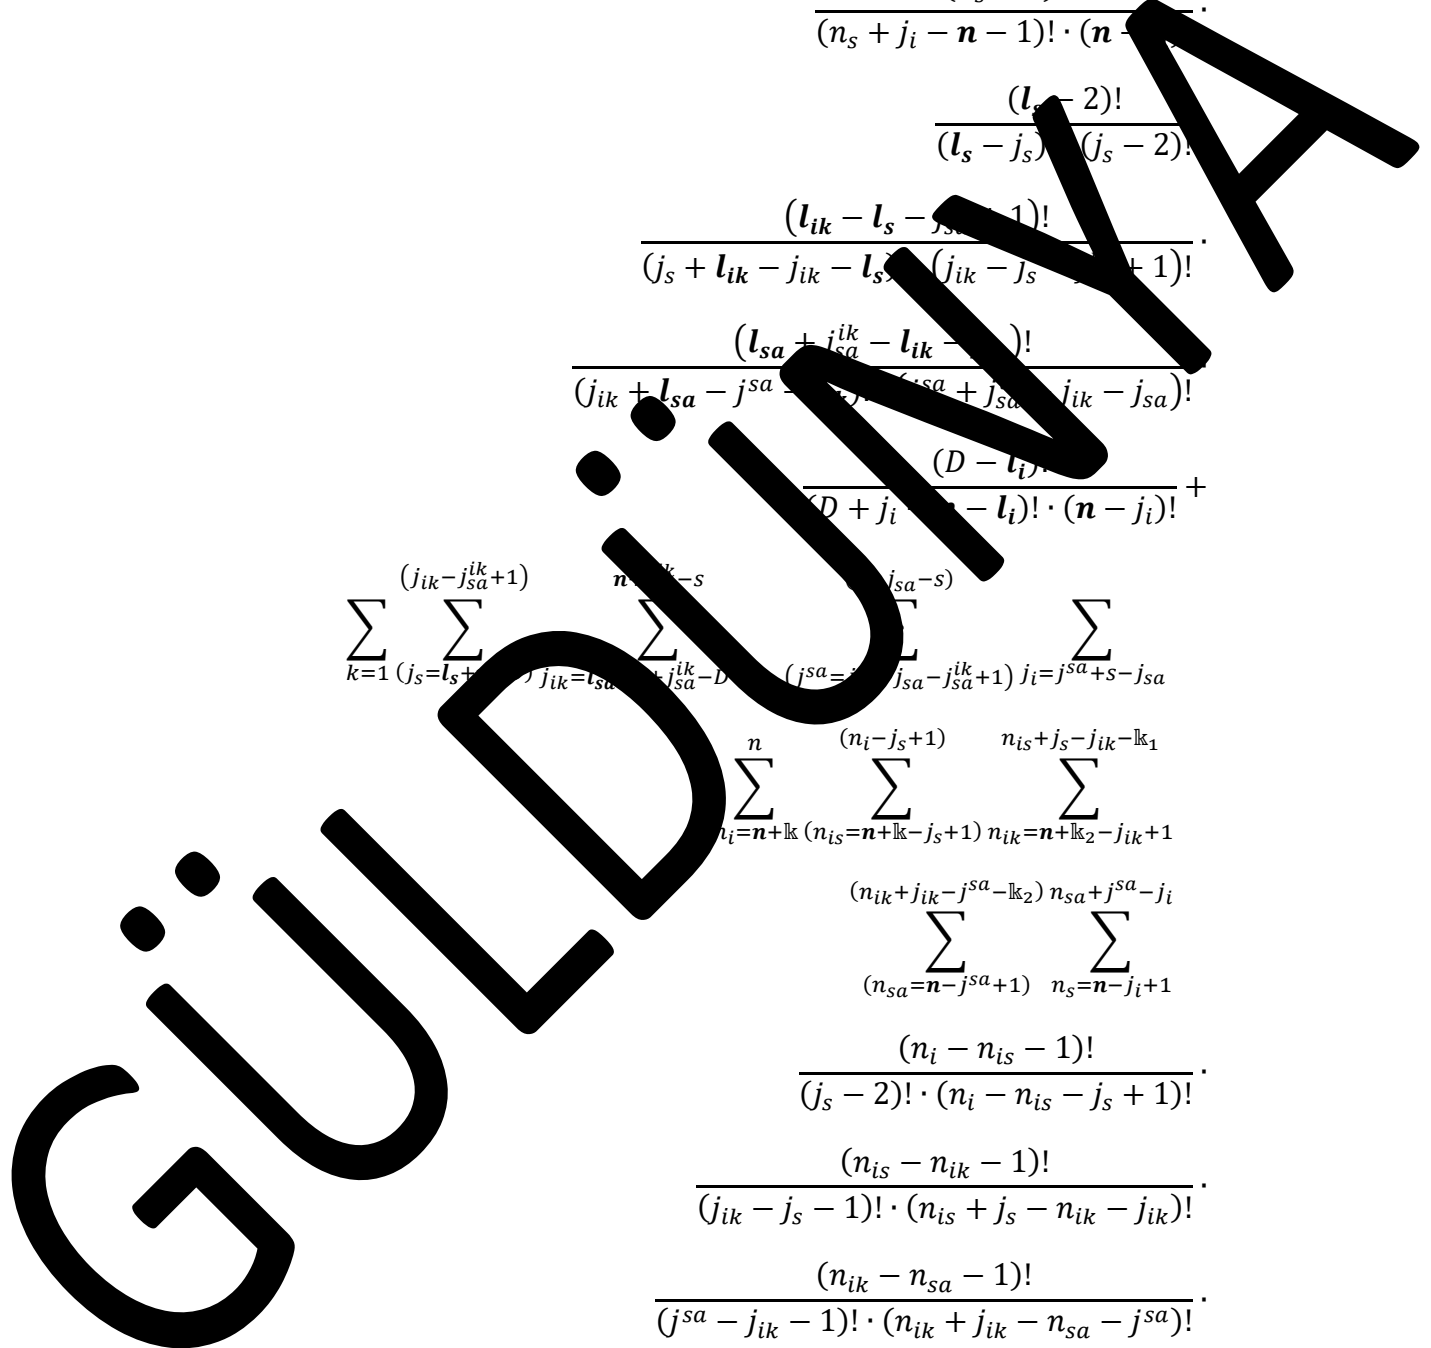 (n_s + j_i − n − 1)! · (n −
(l_s − 2)!
(l_s − j_s) (j_s − 2)!
(l_ik − l_s − 1)! ·
(j_s + l_ik − j_ik − l_s) (j_ik − j_s + 1)!
(l_sa + j_sa^ik − l_ik − )!
(j_ik + l_sa − j^sa − + j_sa j_ik − j_sa)!
(D − l_i)!
(D + j_i − l_i)! · (n − j_i)! +
(j_ik−j_sa^ik+1) −s j_sa−s)
∑ ∑ ∑ ∑
k=1 (j_s=l_s+ ) j_ik=l_sa +j_sa^ik−D (j^sa= j_sa−j_sa^ik+1) j_i=j^sa+s−j_sa
n (n_i−j_s+1) n_is+j_s−j_ik−𝕜_1
∑ ∑ ∑
n_i=n+𝕜 (n_is=n+𝕜−j_s+1) n_ik=n+𝕜_2−j_ik+1
(n_ik+j_ik−j^sa−𝕜_2) n_sa+j^sa−j_i
∑ ∑
(n_sa=n−j^sa+1) n_s=n−j_i+1
(n_i − n_is − 1)!
(j_s − 2)! · (n_i − n_is − j_s + 1)! ·
(n_is − n_ik − 1)!
(j_ik − j_s − 1)! · (n_is + j_s − n_ik − j_ik)! ·
(n_ik − n_sa − 1)!
(j^sa − j_ik − 1)! · (n_ik + j_ik − n_sa − j^sa)! ·
GÜLDÜNYA